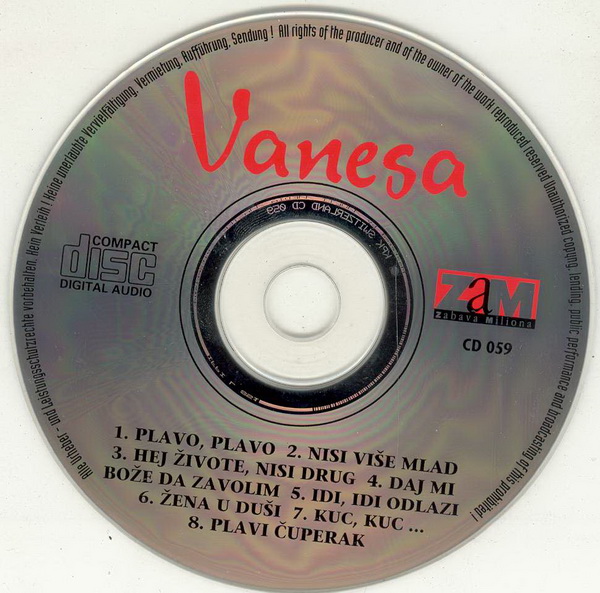 Alle Urheber- und Leistungsschutzrechte vorbehalten. Kein Verleih ! Keine unerlaubte Vervielfältigung, Vermietung, Aufführung, Sendung ! All rights of the producer and of the owner of the work reproduced reserved Unauthorized copying, lending, public performance and broadcasting of this prohibited !
Vanesa
KPK SWITZERLAND CD 059
COMPACT
disc
DIGITAL AUDIO
ZaM
Zabava Miliona
CD 059
1. PLAVO, PLAVO 2. NISI VIŠE MLAD
3. HEJ ŽIVOTE, NISI DRUG 4. DAJ MI
BOŽE DA ZAVOLIM 5. IDI, IDI ODLAZI
6. ŽENA U DUŠI 7. KUC, KUC ...
8. PLAVI ČUPERAK